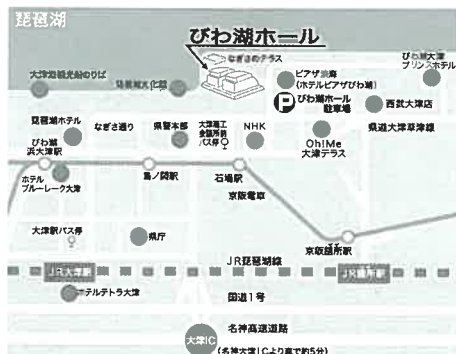 琵琶湖
びわ湖ホール
なぎさのテラス
びわ湖大津
プリンスホテル
大津港観光船のりば
琵琶湖文化館
ピアザ淡海
(ホテルピアザびわ湖)
P
びわ湖ホール
駐車場
西武大津店
琵琶湖ホテル
なぎさ通り
県警本部
大津商工
会議所前
バス停
NHK
県道大津草津線
Oh!Me
大津テラス
びわ湖
浜大津駅
島ノ関駅
石場駅
ホテル
ブルーレーク大津
京阪電車
大津駅バス停
県庁
京阪膳所駅
JR琵琶湖線
JR大津駅
JR膳所駅
ホテルテトラ大津
国道1号
名神高速道路
大津IC
(名神大津ICより車で約5分)